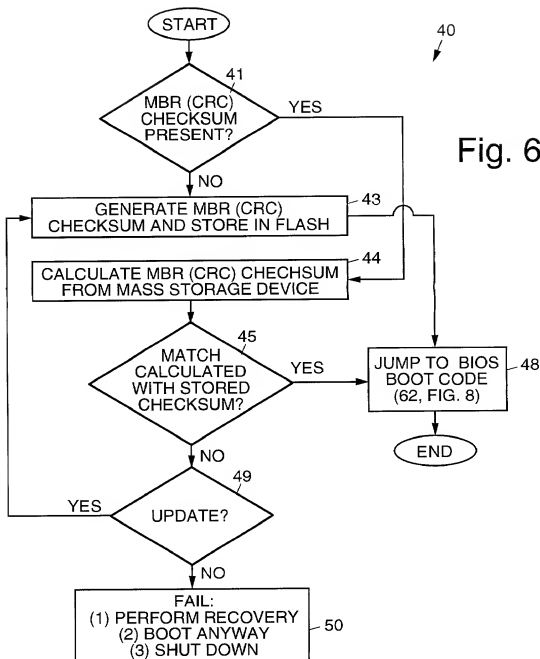 START
40
41
MBR (CRC)
CHECKSUM
PRESENT?
YES
Fig. 6
NO
43
GENERATE MBR (CRC)
CHECKSUM AND STORE IN FLASH
44
CALCULATE MBR (CRC) CHECHSUM
FROM MASS STORAGE DEVICE
45
MATCH
CALCULATED
WITH STORED
CHECKSUM?
YES
JUMP TO BIOS
BOOT CODE
(62, FIG. 8)
48
END
NO
49
YES
UPDATE?
NO
FAIL:
(1) PERFORM RECOVERY
(2) BOOT ANYWAY
(3) SHUT DOWN
50